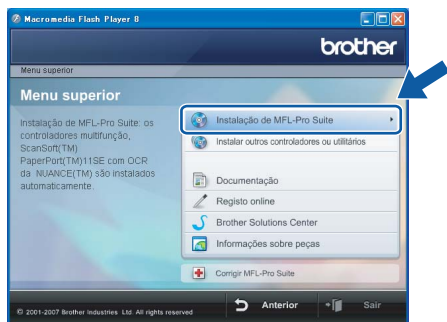 Macromedia Flash Player 8
brother
Menu superior
Menu superior
Instalação de MFL-Pro Suite: os
controladores multifunção,
ScanSoft(TM)
PaperPort(TM)11SE com OCR
da NUANCE(TM) são instalados
automaticamente.
Instalação de MFL-Pro Suite
Instalar outros controladores ou utilitários
Documentação
Registo online
Brother Solutions Center
Informações sobre peças
Corrigir MFL-Pro Suite
© 2001-2007 Brother Industries Ltd. All rights reserved
Anterior
Sair